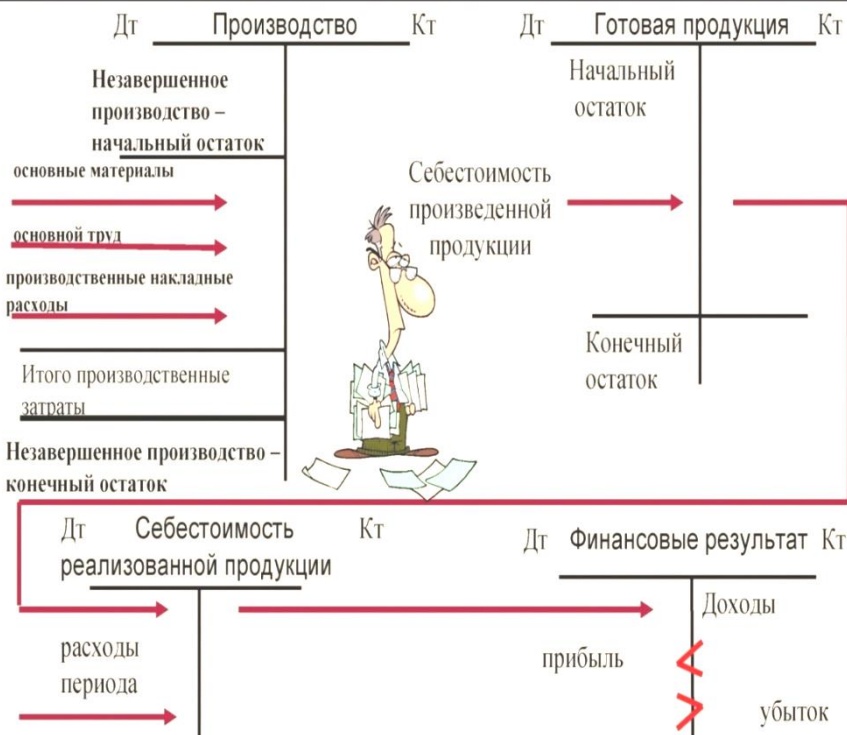 Дт Производство Кт
Незавершенное
производство –
начальный остаток
основные материалы
основной труд
производственные накладные
расходы
Итого производственные
затраты
Незавершенное производство –
конечный остаток
Себестоимость
произведенной
продукции
Дт Готовая продукция Кт
Начальный
остаток
Конечный
остаток
Дт Себестоимость Кт
реализованной продукции
расходы
периода
Дт Финансовые результат Кт
Доходы
прибыль
убыток